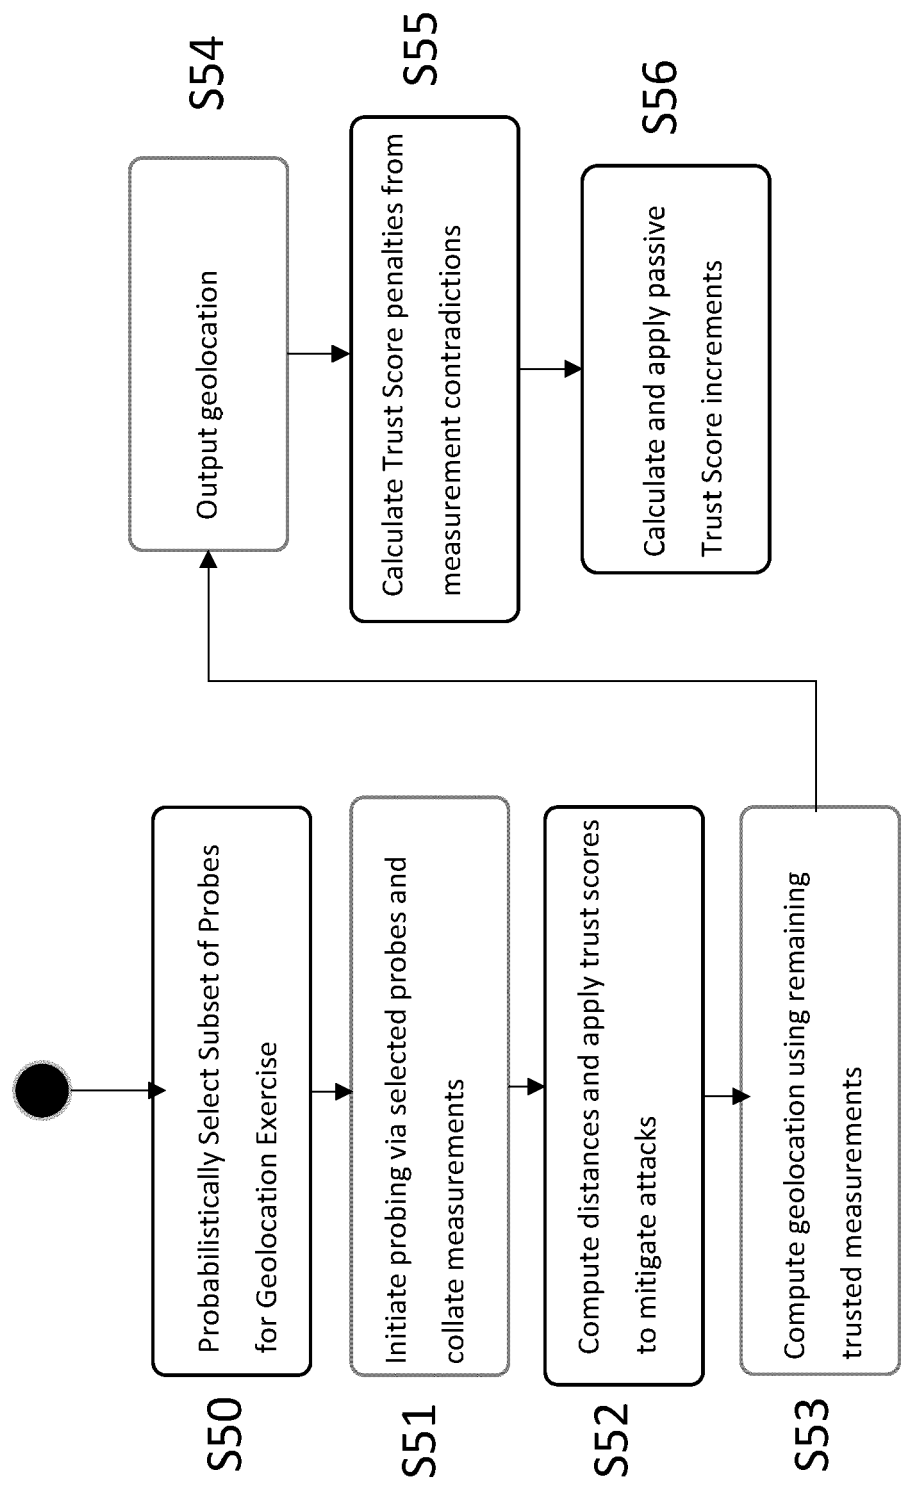 S50
Probabilistically Select Subset of Probes
for Geolocation Exercise
S51
Initiate probing via selected probes and
collate measurements
S52
Compute distances and apply trust scores
to mitigate attacks
S53
Compute geolocation using remaining
trusted measurements
S54
Output geolocation
S55
Calculate Trust Score penalties from
measurement contradictions
S56
Calculate and apply passive
Trust Score increments